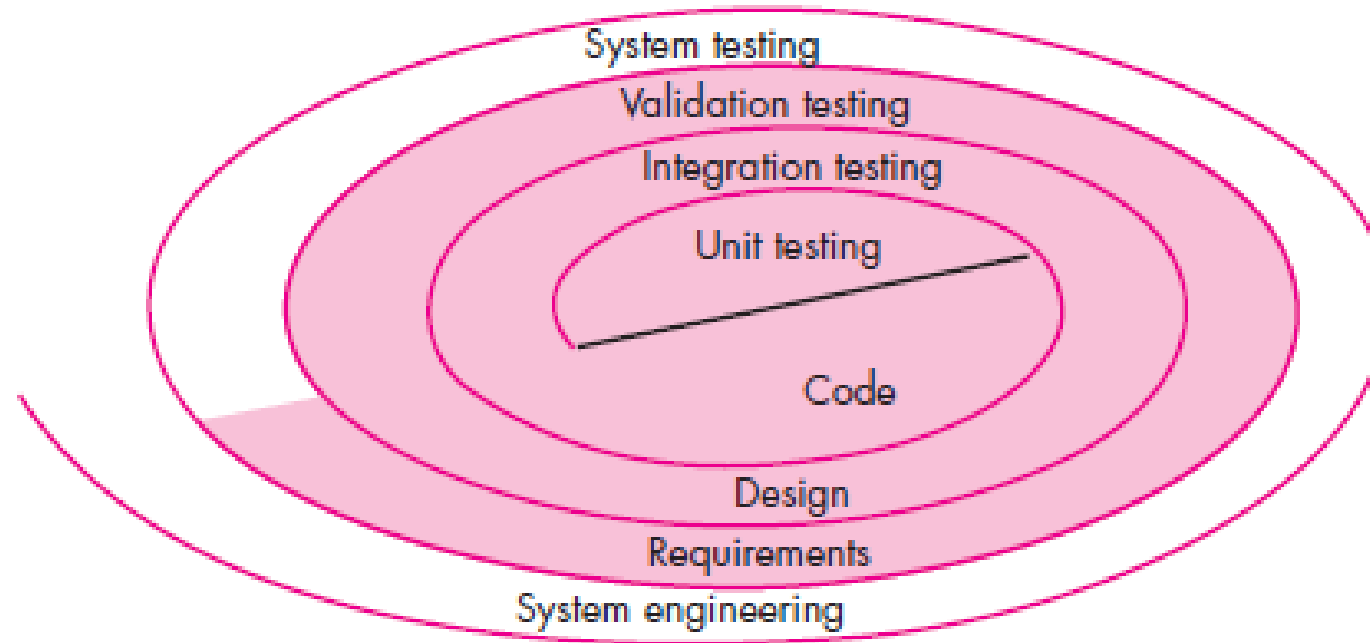 System testing
Validation testing
Integration testing
Unit testing
Code
Design
Requirements
System engineering